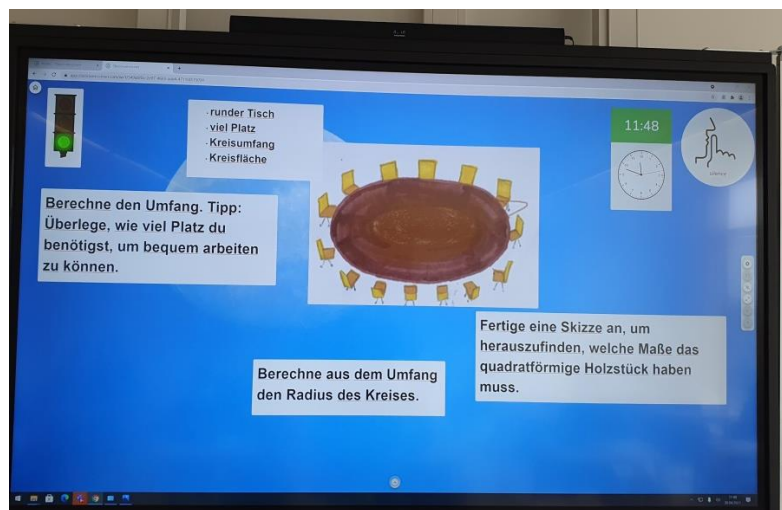 · runder Tisch
· viel Platz
· Kreisumfang
· Kreisfläche
11:48
Berechne den Umfang. Tipp:
Überlege, wie viel Platz du
benötigst, um bequem arbeiten
zu können.
Fertige eine Skizze an, um
herauszufinden, welche Maße das
quadratförmige Holzstück haben
muss.
Berechne aus dem Umfang
den Radius des Kreises.